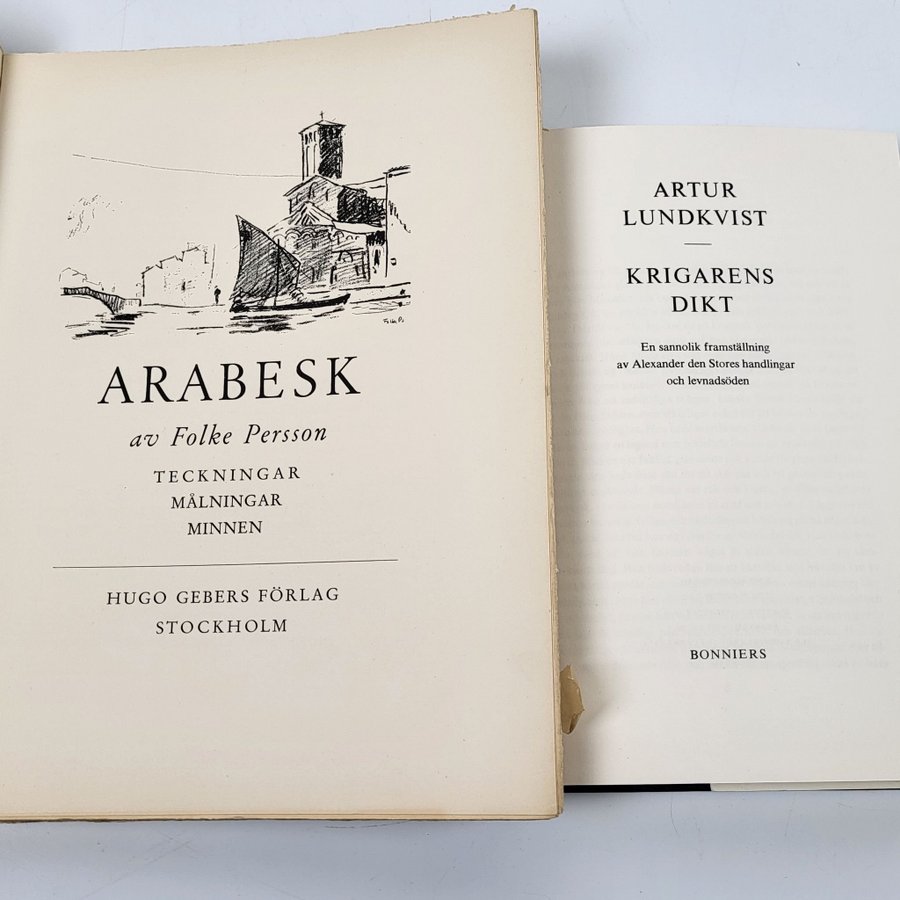 ARABESK
av Folke Persson
TECKNINGAR
MÅLNINGAR
MINNEN
HUGO GEBERS FÖRLAG
STOCKHOLM
ARTUR
LUNDKVIST
KRIGARENS
DIKT
En sannolik framställning
av Alexander den Stores handlingar
och levnadsöden
BONNIERS